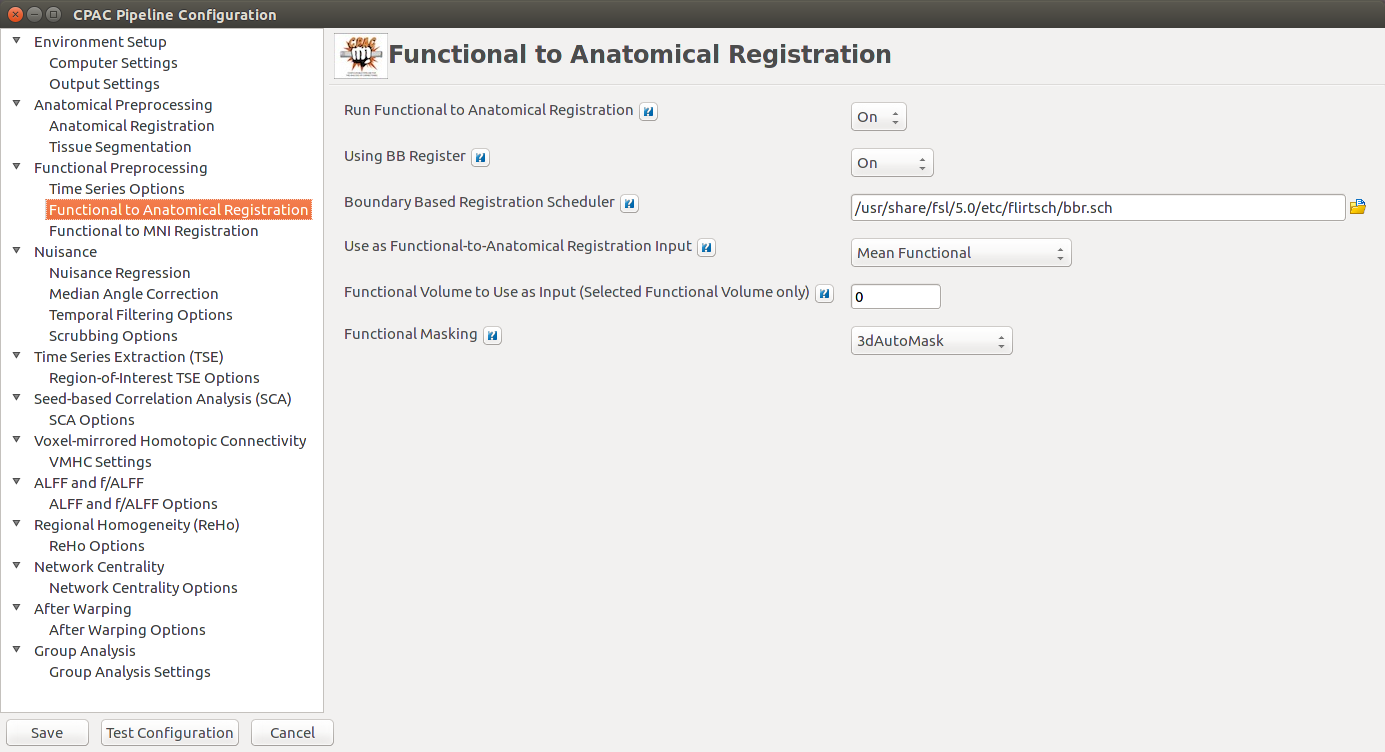 CPAC Pipeline Configuration
Environment Setup
Computer Settings
Output Settings
Anatomical Preprocessing
Anatomical Registration
Tissue Segmentation
Functional Preprocessing
Time Series Options
Functional to Anatomical Registration
Functional to MNI Registration
Nuisance
Nuisance Regression
Median Angle Correction
Temporal Filtering Options
Scrubbing Options
Time Series Extraction (TSE)
Region-of-Interest TSE Options
Seed-based Correlation Analysis (SCA)
SCA Options
Voxel-mirrored Homotopic Connectivity
VMHC Settings
ALFF and f/ALFF
ALFF and f/ALFF Options
Regional Homogeneity (ReHo)
ReHo Options
Network Centrality
Network Centrality Options
After Warping
After Warping Options
Group Analysis
Group Analysis Settings
Save Test Configuration Cancel
CPAC
Functional to Anatomical Registration
Run Functional to Anatomical Registration ? On
Using BB Register ? On
Boundary Based Registration Scheduler ? /usr/share/fsl/5.0/etc/flirtsch/bbr.sch
Use as Functional-to-Anatomical Registration Input ? Mean Functional
Functional Volume to Use as Input (Selected Functional Volume only) ? 0
Functional Masking ? 3dAutoMask